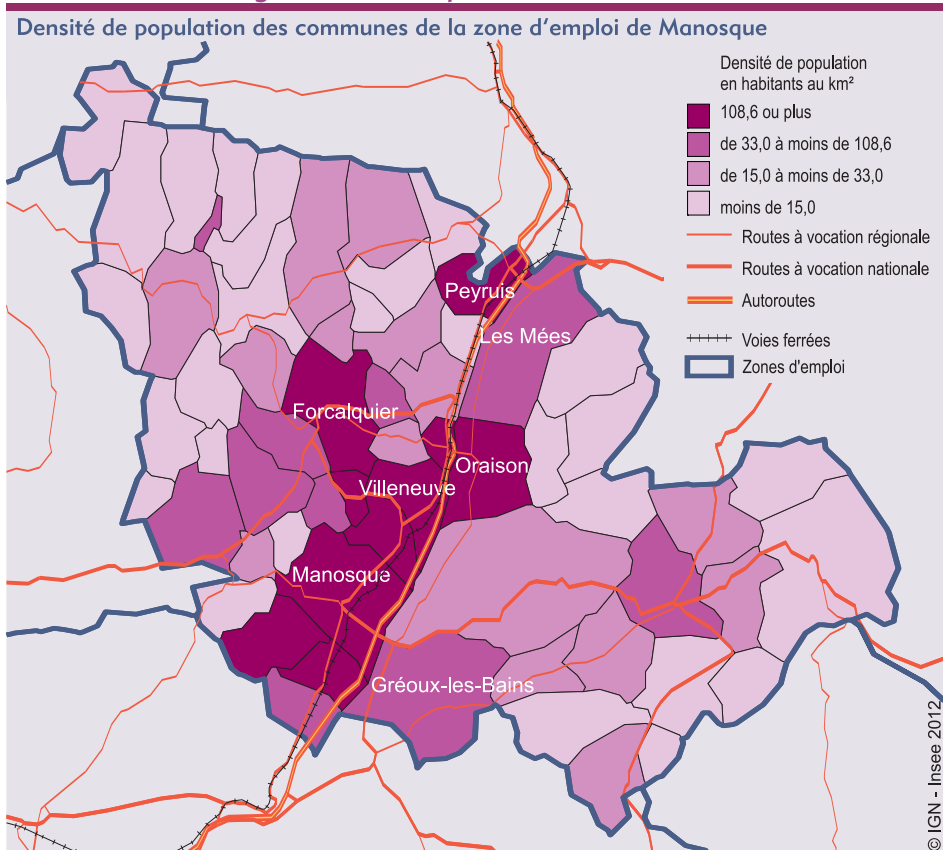 Densité de population des communes de la zone d'emploi de Manosque
Densité de population
en habitants au km²
108,6 ou plus
de 33,0 à moins de 108,6
de 15,0 à moins de 33,0
moins de 15,0
Routes à vocation régionale
Routes à vocation nationale
Autoroutes
Voies ferrées
Zones d'emploi
Peyruis
Les Mées
Forcalquier
Oraison
Villeneuve
Manosque
Gréoux-les-Bains
© IGN - Insee 2012